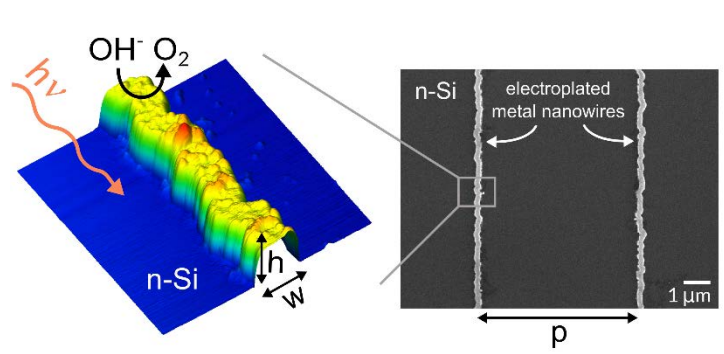 OH⁻ O₂
hν
n-Si
h
w
n-Si
electroplated
metal nanowires
1 μm
p